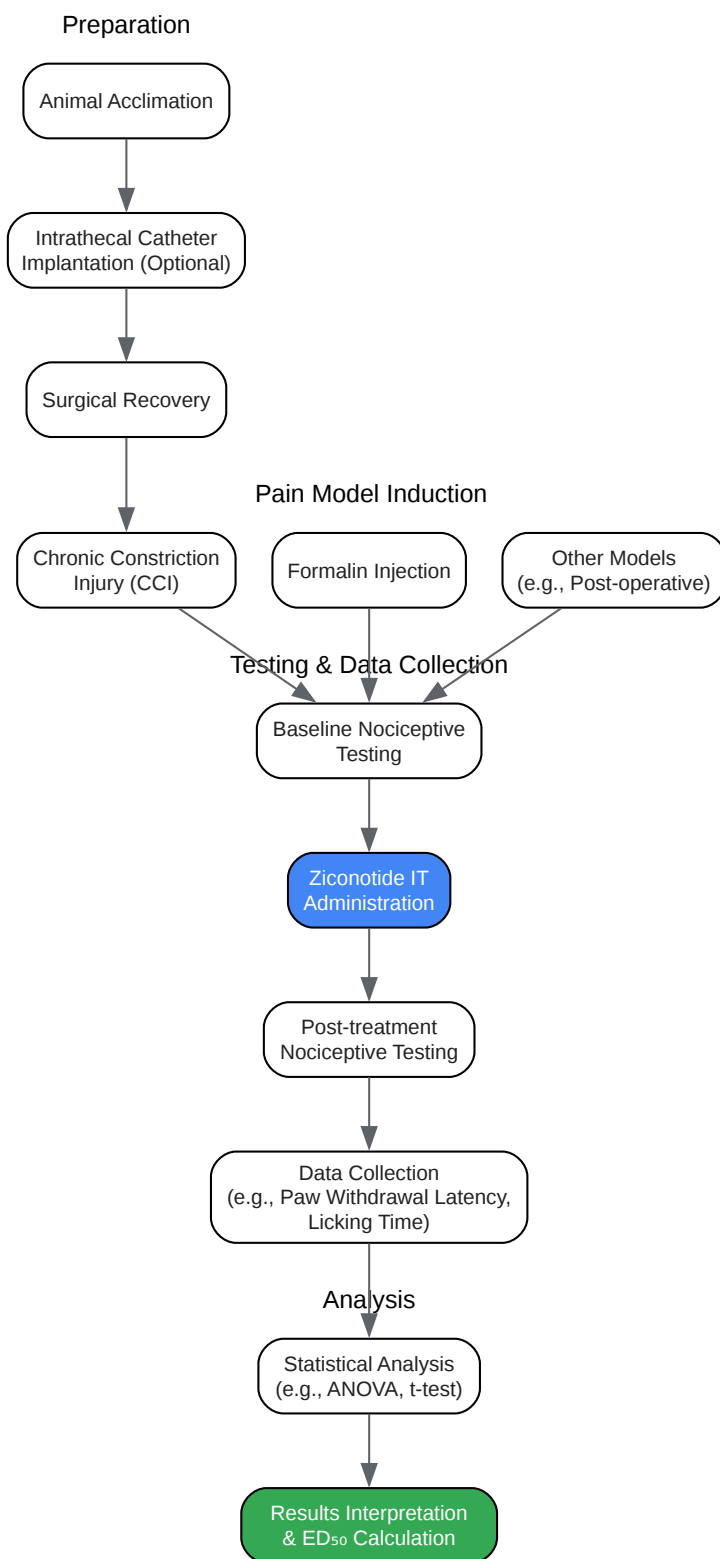 Preparation
Animal Acclimation
Intrathecal Catheter
Implantation (Optional)
Surgical Recovery
Pain Model Induction
Chronic Constriction
Injury (CCI)
Formalin Injection
Other Models
(e.g., Post-operative)
Testing & Data Collection
Baseline Nociceptive
Testing
Ziconotide IT
Administration
Post-treatment
Nociceptive Testing
Data Collection
(e.g., Paw Withdrawal Latency,
Licking Time)
Analysis
Statistical Analysis
(e.g., ANOVA, t-test)
Results Interpretation
& ED₅₀ Calculation